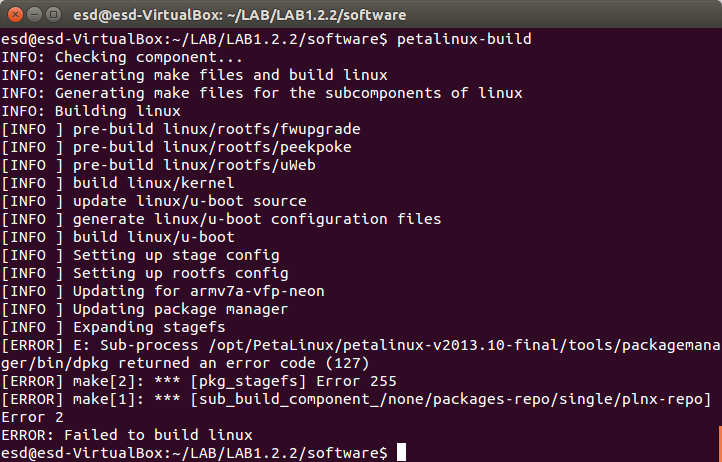 esd@esd-VirtualBox: ~/LAB/LAB1.2.2/software
esd@esd-VirtualBox:~/LAB/LAB1.2.2/software$ petalinux-build
INFO: Checking component...
INFO: Generating make files and build linux
INFO: Generating make files for the subcomponents of linux
INFO: Building linux
[INFO ] pre-build linux/rootfs/fwupgrade
[INFO ] pre-build linux/rootfs/peekpoke
[INFO ] pre-build linux/rootfs/uWeb
[INFO ] build linux/kernel
[INFO ] update linux/u-boot source
[INFO ] generate linux/u-boot configuration files
[INFO ] build linux/u-boot
[INFO ] Setting up stage config
[INFO ] Setting up rootfs config
[INFO ] Updating for armv7a-vfp-neon
[INFO ] Updating package manager
[INFO ] Expanding stagefs
[ERROR] E: Sub-process /opt/PetaLinux/petalinux-v2013.10-final/tools/packagemana
ger/bin/dpkg returned an error code (127)
[ERROR] make[2]: *** [pkg_stagefs] Error 255
[ERROR] make[1]: *** [sub_build_component_/none/packages-repo/single/plnx-repo]
Error 2
ERROR: Failed to build linux
esd@esd-VirtualBox:~/LAB/LAB1.2.2/software$